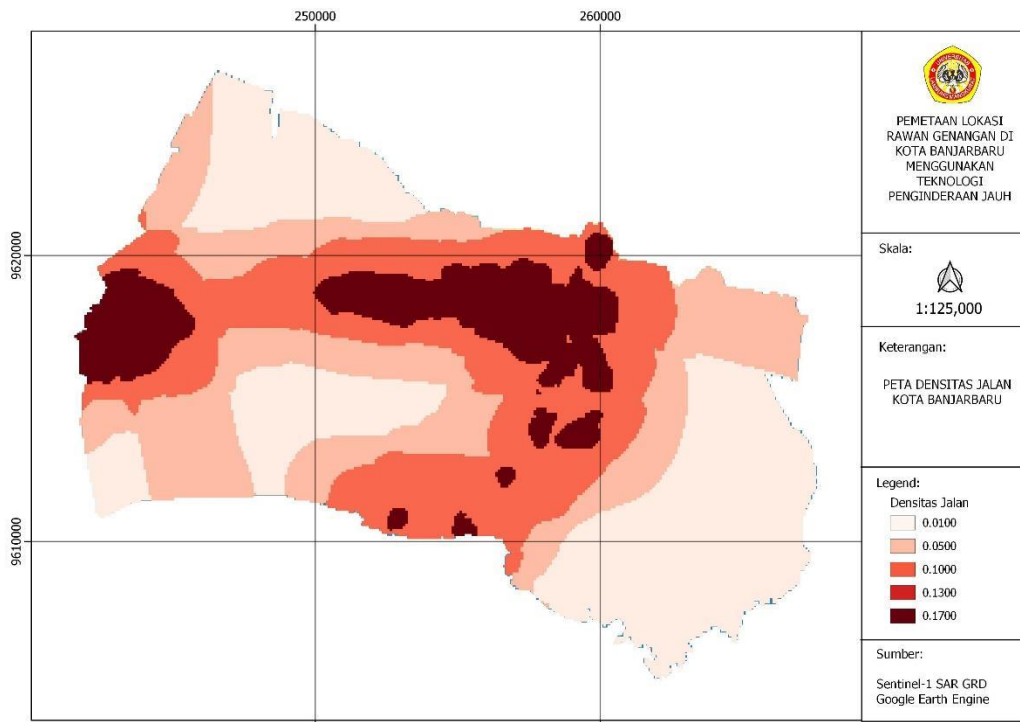 250000
260000
9620000
9610000
PEMETAAN LOKASI
RAWAN GENANGAN DI
KOTA BANJARBARU
MENGGUNAKAN
TEKNOLOGI
PENGINDERAAN JAUH
Skala:
1:125,000
Keterangan:
PETA DENSITAS JALAN
KOTA BANJARBARU
Legend:
Densitas Jalan
0.0100
0.0500
0.1000
0.1300
0.1700
Sumber:
Sentinel-1 SAR GRD
Google Earth Engine